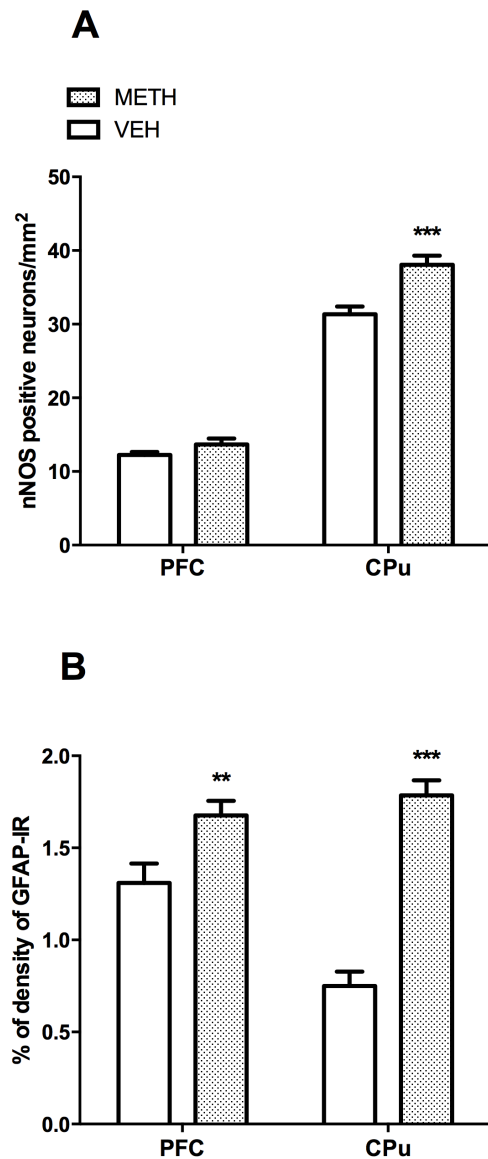 A
METH
VEH
nNOS positive neurons/mm²
50
40
30
20
10
0
***
PFC
CPu
B
% of density of GFAP-IR
2.0
1.5
1.0
0.5
0.0
**
***
PFC
CPu